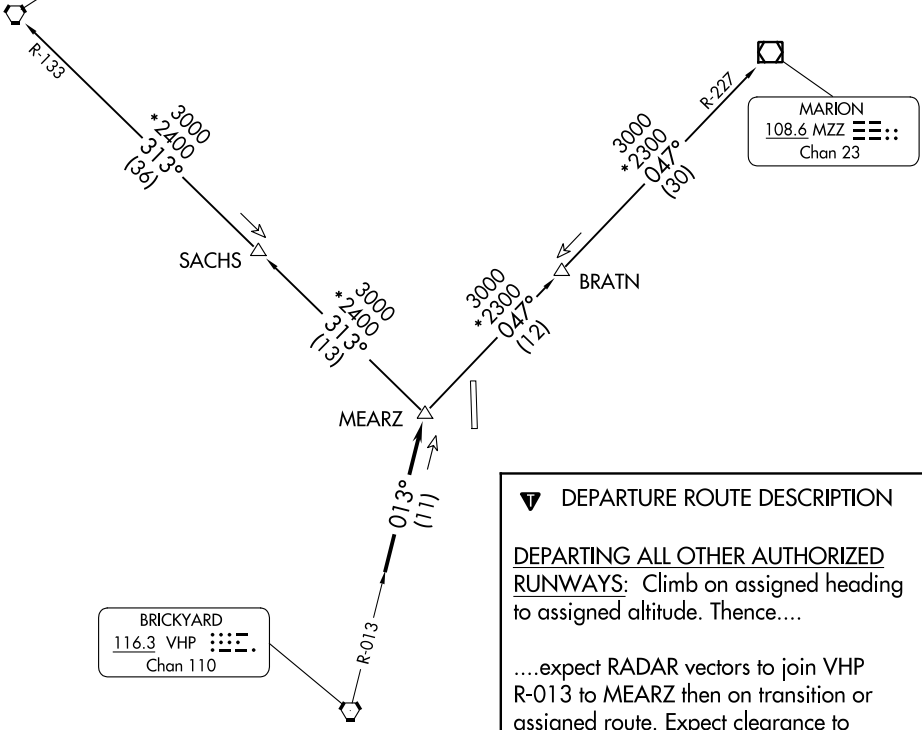 R-133
3000
*2400
313°
(36)
SACHS
3000
*2400
313°
(13)
R-227
MARION
108.6 MZZ
Chan 23
3000
*2300
047°
(30)
BRATN
3000
*2300
047°
(12)
MEARZ
013°
(11)
R-013
BRICKYARD
116.3 VHP
Chan 110
T DEPARTURE ROUTE DESCRIPTION
DEPARTING ALL OTHER AUTHORIZED
RUNWAYS: Climb on assigned heading
to assigned altitude. Thence....
....expect RADAR vectors to join VHP
R-013 to MEARZ then on transition or
assigned route. Expect clearance to